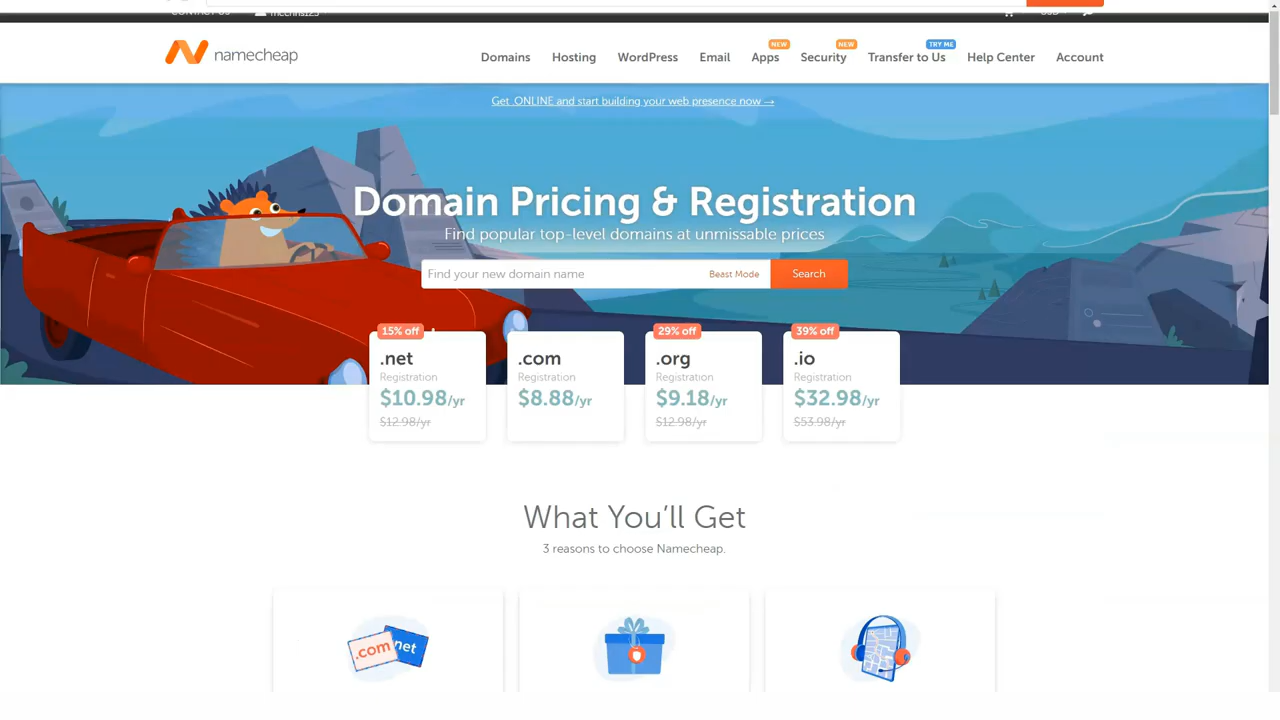 CONTACT US
mcchris123
USD
namecheap
Domains
Hosting
WordPress
Email
NEW
Apps
NEW
Security
TRY ME
Transfer to Us
Help Center
Account
Get .ONLINE and start building your web presence now →
Domain Pricing & Registration
Find popular top-level domains at unmissable prices
Find your new domain name
Beast Mode
Search
15% off
.net
Registration
$10.98/yr
$12.98/yr
.com
Registration
$8.88/yr
29% off
.org
Registration
$9.18/yr
$12.98/yr
39% off
.io
Registration
$32.98/yr
$53.98/yr
What You’ll Get
3 reasons to choose Namecheap.
.com
net